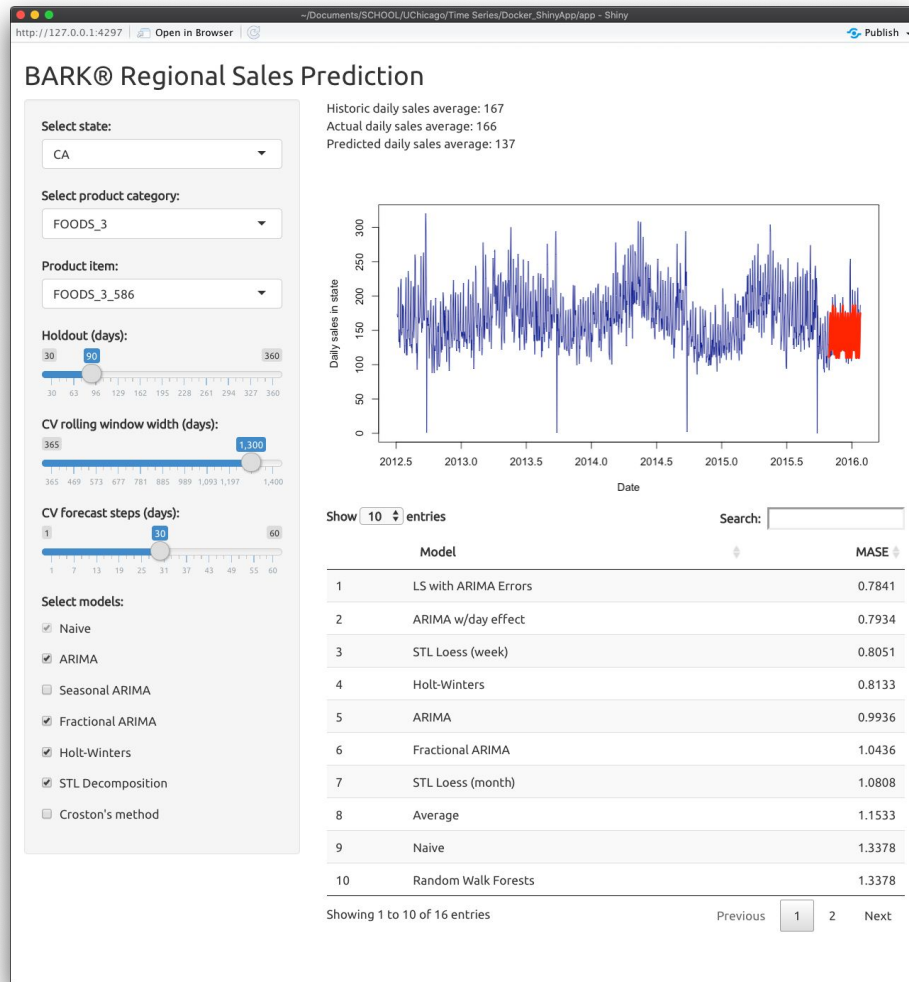 ~/Documents/SCHOOL/UChicago/Time Series/Docker_ShinyApp/app - Shiny
http://127.0.0.1:4297 Open in Browser Publish
BARK® Regional Sales Prediction
Select state:
CA
Select product category:
FOODS_3
Product item:
FOODS_3_586
Holdout (days):
30 90 360
30 63 96 129 162 195 228 261 294 327 360
CV rolling window width (days):
365 1,300
365 469 573 677 781 885 989 1,093 1,197 1,400
CV forecast steps (days):
1 30 60
1 7 13 19 25 31 37 43 49 55 60
Select models:
Naive
ARIMA
Seasonal ARIMA
Fractional ARIMA
Holt-Winters
STL Decomposition
Croston's method
Historic daily sales average: 167
Actual daily sales average: 166
Predicted daily sales average: 137
Daily sales in state
300
250
200
150
100
50
0
2012.5 2013.0 2013.5 2014.0 2014.5 2015.0 2015.5 2016.0
Date
Show 10 entries Search:
Model MASE
1 LS with ARIMA Errors 0.7841
2 ARIMA w/day effect 0.7934
3 STL Loess (week) 0.8051
4 Holt-Winters 0.8133
5 ARIMA 0.9936
6 Fractional ARIMA 1.0436
7 STL Loess (month) 1.0808
8 Average 1.1533
9 Naive 1.3378
10 Random Walk Forests 1.3378
Showing 1 to 10 of 16 entries Previous 1 2 Next